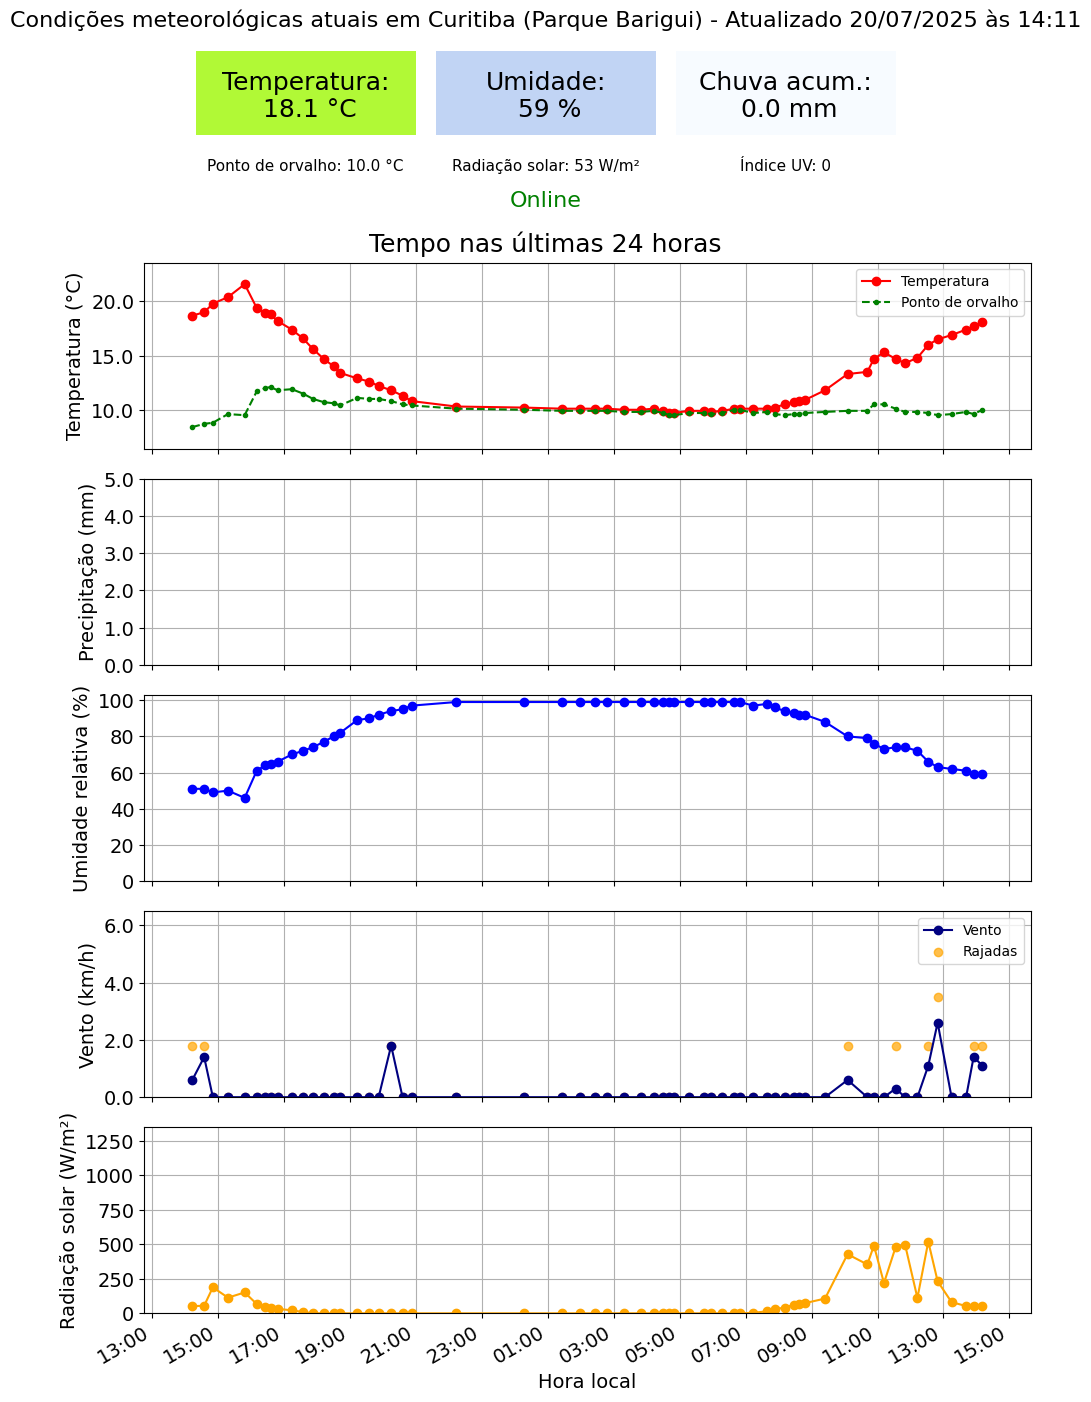 Condições meteorológicas atuais em Curitiba (Parque Barigui) - Atualizado 20/07/2025 às 14:11
Temperatura:
18.1 °C
Umidade:
59 %
Chuva acum.:
0.0 mm
Ponto de orvalho: 10.0 °C
Radiação solar: 53 W/m²
Índice UV: 0
Online
Tempo nas últimas 24 horas
Temperatura (°C)
20.0
15.0
10.0
Temperatura
Ponto de orvalho
Precipitação (mm)
5.0
4.0
3.0
2.0
1.0
0.0
Umidade relativa (%)
100
80
60
40
20
0
Vento (km/h)
6.0
4.0
2.0
0.0
Vento
Rajadas
Radiação solar (W/m²)
1250
1000
750
500
250
0
13:00
15:00
17:00
19:00
21:00
23:00
01:00
03:00
05:00
07:00
09:00
11:00
13:00
15:00
Hora local